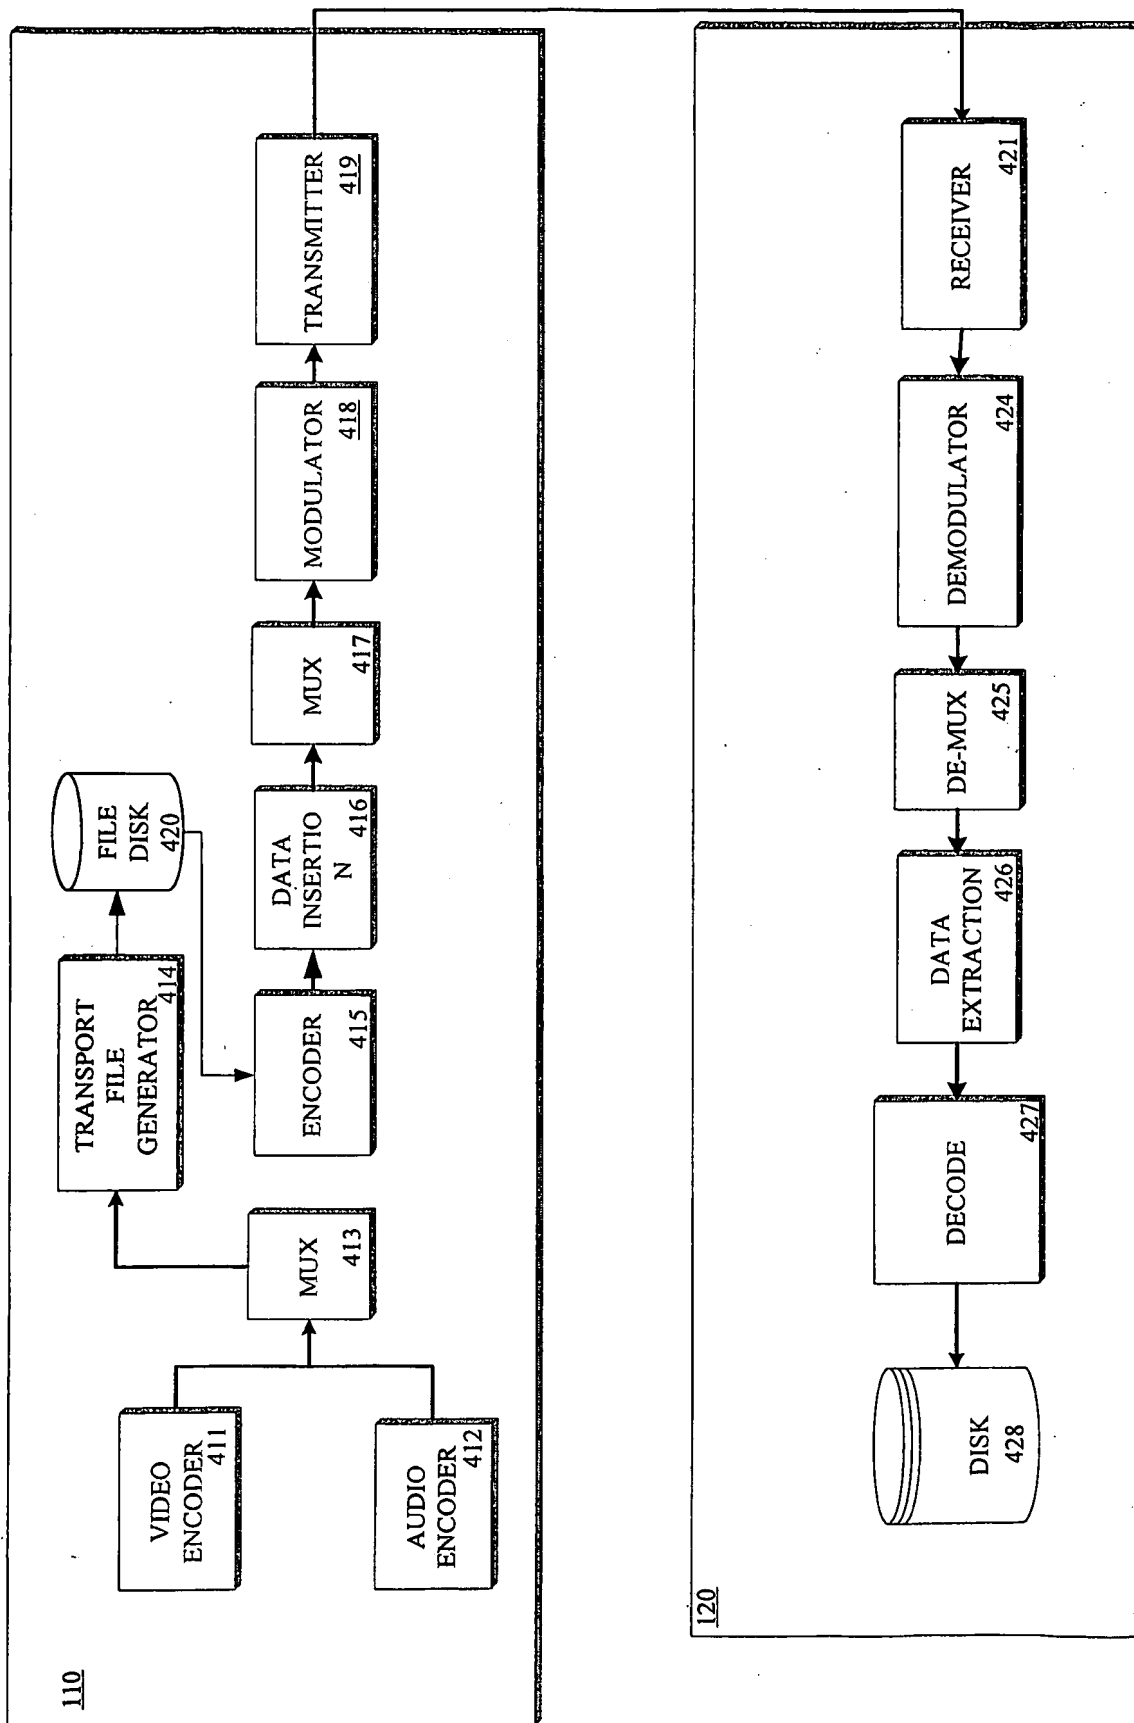 110
VIDEO
ENCODER
411
AUDIO
ENCODER
412
MUX
413
TRANSPORT
FILE
GENERATOR
414
FILE
DISK
420
ENCODER
415
DATA
INSERTIO
N
416
MUX
417
MODULATOR
418
TRANSMITTER
419
120
RECEIVER
421
DEMODULATOR
424
DE-MUX
425
DATA
EXTRACTION
426
DECODE
427
DISK
428